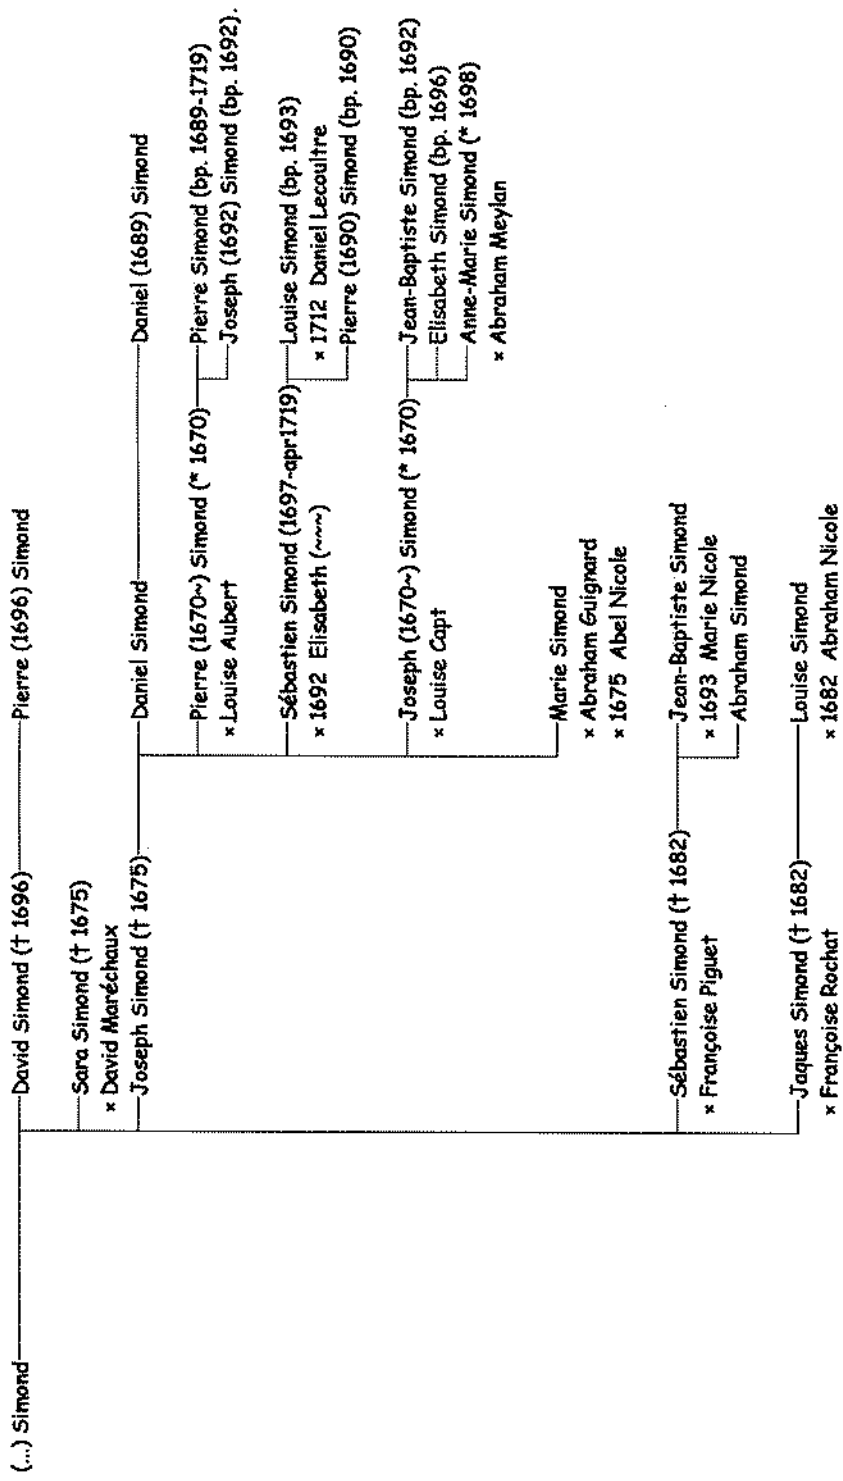 (...) Simond
David Simond († 1696)
Pierre (1696) Simond
Sara Simond († 1675)
× David Maréchaux
Joseph Simond († 1675)
Daniel Simond
Daniel (1689) Simond
Pierre (1670~) Simond (* 1670)
× Louise Aubert
Pierre Simond (bp. 1689-1719)
Joseph (1692) Simond (bp. 1692).
Sébastien Simond (1697-apr1719)
× 1692 Elisabeth (~~~)
Louise Simond (bp. 1693)
× 1712 Daniel Lecoultre
Pierre (1690) Simond (bp. 1690)
Joseph (1670~) Simond (* 1670)
× Louise Capt
Jean-Baptiste Simond (bp. 1692)
Elisabeth Simond (bp. 1696)
Anne-Marie Simond (* 1698)
× Abraham Meylan
Marie Simond
× Abraham Guignard
× 1675 Abel Nicole
Sébastien Simond († 1682)
× Françoise Piguet
Jean-Baptiste Simond
× 1693 Marie Nicole
Abraham Simond
Jaques Simond († 1682)
× Françoise Rochat
Louise Simond
× 1682 Abraham Nicole